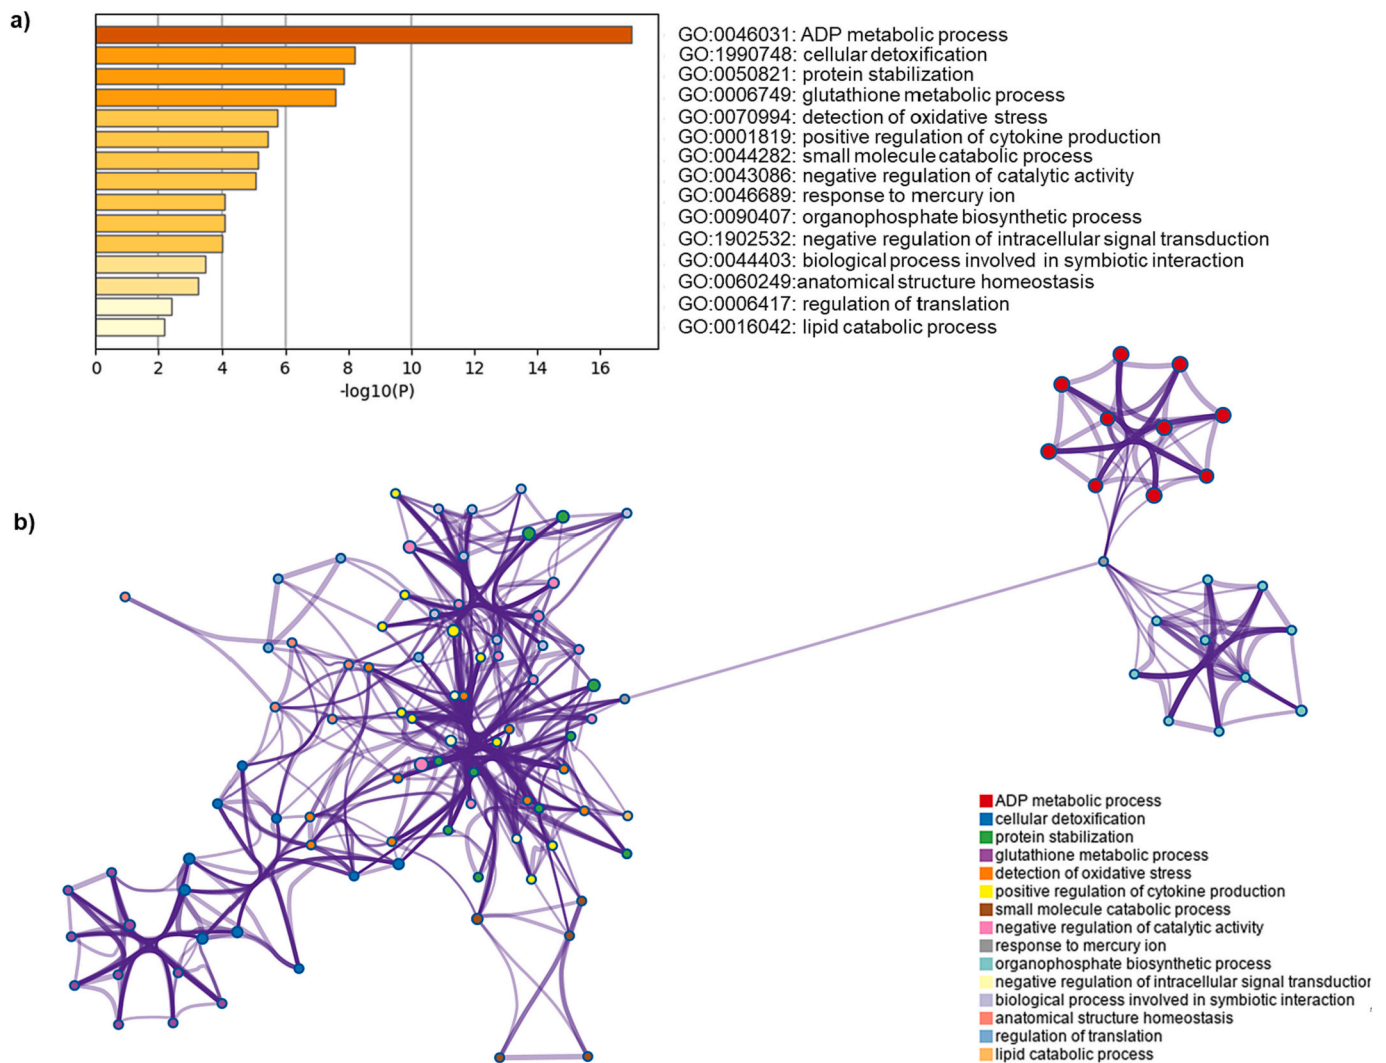 a)
GO:0046031: ADP metabolic process
GO:1990748: cellular detoxification
GO:0050821: protein stabilization
GO:0006749: glutathione metabolic process
GO:0070994: detection of oxidative stress
GO:0001819: positive regulation of cytokine production
GO:0044282: small molecule catabolic process
GO:0043086: negative regulation of catalytic activity
GO:0046689: response to mercury ion
GO:0090407: organophosphate biosynthetic process
GO:1902532: negative regulation of intracellular signal transduction
GO:0044403: biological process involved in symbiotic interaction
GO:0060249:anatomical structure homeostasis
GO:0006417: regulation of translation
GO:0016042: lipid catabolic process
0 2 4 6 8 10 12 14 16
-log10(P)
b)
ADP metabolic process
cellular detoxification
protein stabilization
glutathione metabolic process
detection of oxidative stress
positive regulation of cytokine production
small molecule catabolic process
negative regulation of catalytic activity
response to mercury ion
organophosphate biosynthetic process
negative regulation of intracellular signal transduction
biological process involved in symbiotic interaction
anatomical structure homeostasis
regulation of translation
lipid catabolic process